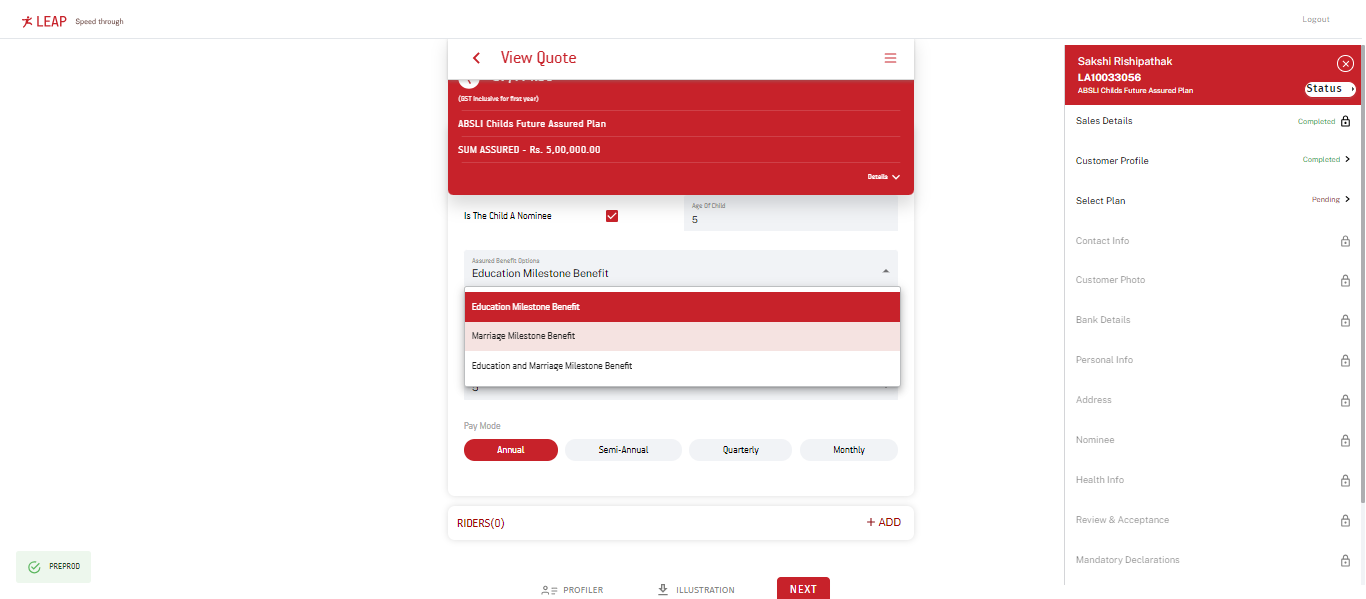 LEAP Speed through
Logout
View Quote
(GST Inclusive for first year)
ABSLI Childs Future Assured Plan
SUM ASSURED - Rs. 5,00,000.00
Details
Is The Child A Nominee
Age Of Child
5
Assured Benefit Options
Education Milestone Benefit
Education Milestone Benefit
Marriage Milestone Benefit
Education and Marriage Milestone Benefit
Pay Mode
Annual Semi-Annual Quarterly Monthly
RIDERS(0) + ADD
PREPROD
PROFILER ILLUSTRATION NEXT
Sakshi Rishipathak
LA10033056
ABSLI Childs Future Assured Plan
Status
Sales Details Completed
Customer Profile Completed
Select Plan Pending
Contact Info
Customer Photo
Bank Details
Personal Info
Address
Nominee
Health Info
Review & Acceptance
Mandatory Declarations